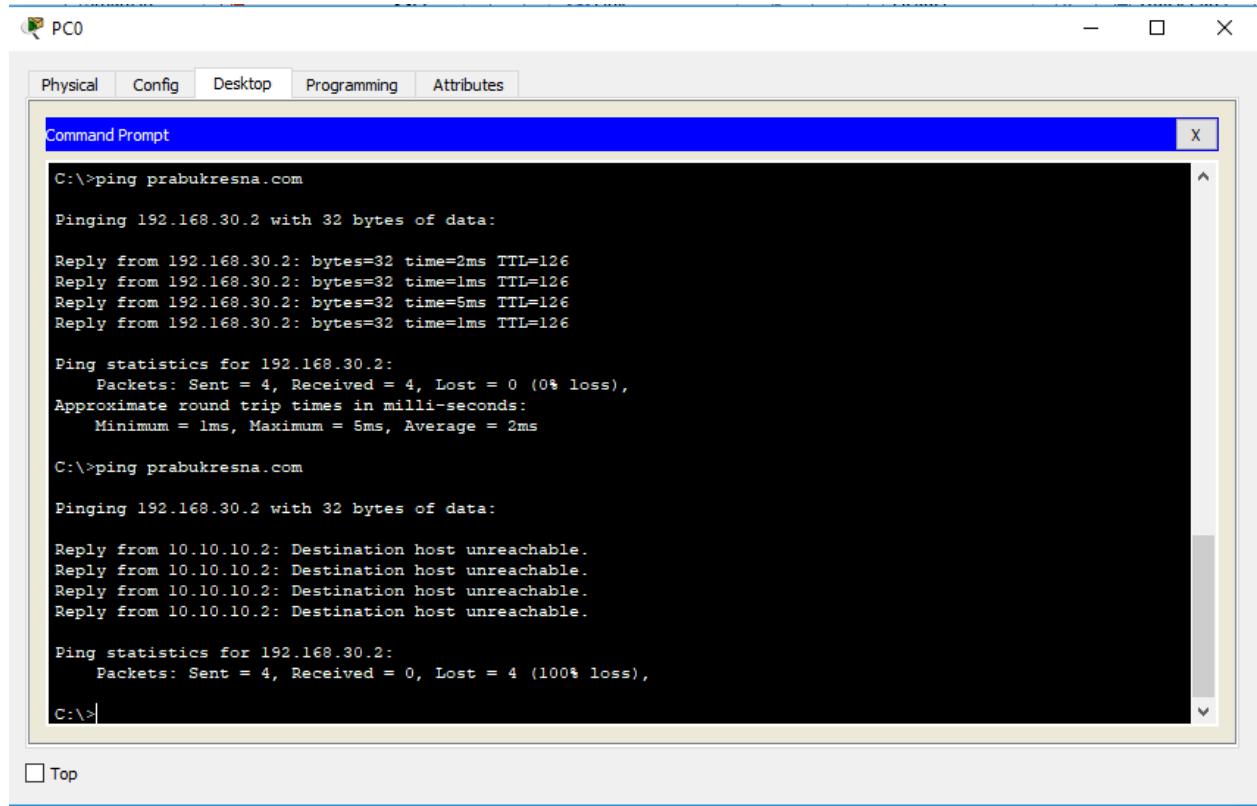 PC0
Physical Config Desktop Programming Attributes
Command Prompt
X
C:\>ping prabukresna.com
Pinging 192.168.30.2 with 32 bytes of data:
Reply from 192.168.30.2: bytes=32 time=2ms TTL=126
Reply from 192.168.30.2: bytes=32 time=1ms TTL=126
Reply from 192.168.30.2: bytes=32 time=5ms TTL=126
Reply from 192.168.30.2: bytes=32 time=1ms TTL=126
Ping statistics for 192.168.30.2:
Packets: Sent = 4, Received = 4, Lost = 0 (0% loss),
Approximate round trip times in milli-seconds:
Minimum = 1ms, Maximum = 5ms, Average = 2ms
C:\>ping prabukresna.com
Pinging 192.168.30.2 with 32 bytes of data:
Reply from 10.10.10.2: Destination host unreachable.
Reply from 10.10.10.2: Destination host unreachable.
Reply from 10.10.10.2: Destination host unreachable.
Reply from 10.10.10.2: Destination host unreachable.
Ping statistics for 192.168.30.2:
Packets: Sent = 4, Received = 0, Lost = 4 (100% loss),
C:\>
Top